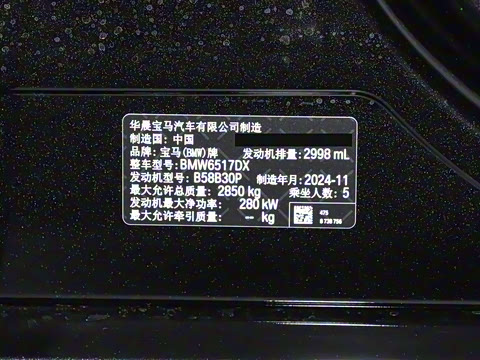 华晨宝马汽车有限公司制造
制造国: 中国
品牌: 宝马(BMW)牌 发动机排量: 2998 mL
整车型号: BMW6517DX
发动机型号: B58B30P 制造年月: 2024-11
最大允许总质量: 2850 kg 乘坐人数: 5
发动机最大净功率: 280 kW
最大允许牵引质量: -- kg
475